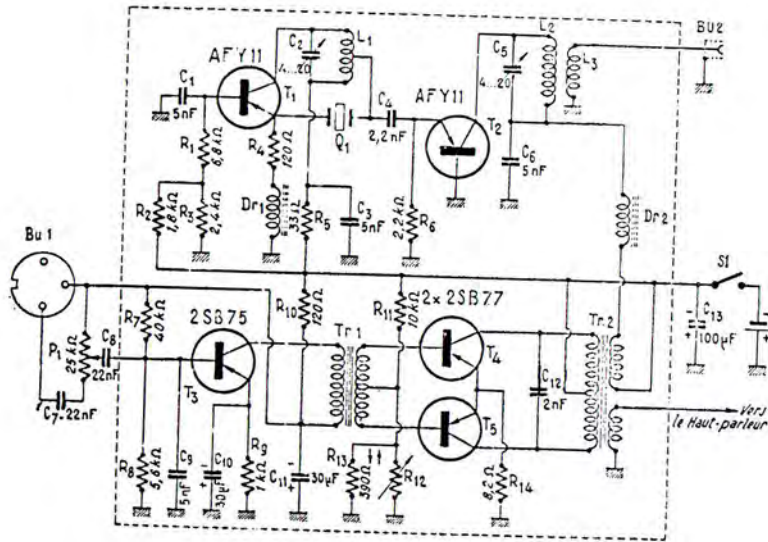 AFY11
C2
4...20
L1
C1
5nF
T1
R1
6,8kΩ
R4
120Ω
Q1
C4
2,2nF
AFY11
T2
C5
4...20
L2
L3
BU2
C6
5nF
R2
1,8kΩ
R3
2,4kΩ
Dr1
R5
C3
5nF
R6
2,2kΩ
Dr2
Bu1
S1
R7
40kΩ
2SB75
R10
120Ω
Tr1
R11
10kΩ
2×2SB77
Tr.2
C13
100µF
P1
25kΩ
C8
22nF
T3
T4
C12
2nF
C7-22nF
T5
Vers
le Haut-parleur
R8
5,6kΩ
C9
5nF
C10
30µF
R9
1kΩ
C11
30µF
R13
390Ω
R12
R14
8,2Ω